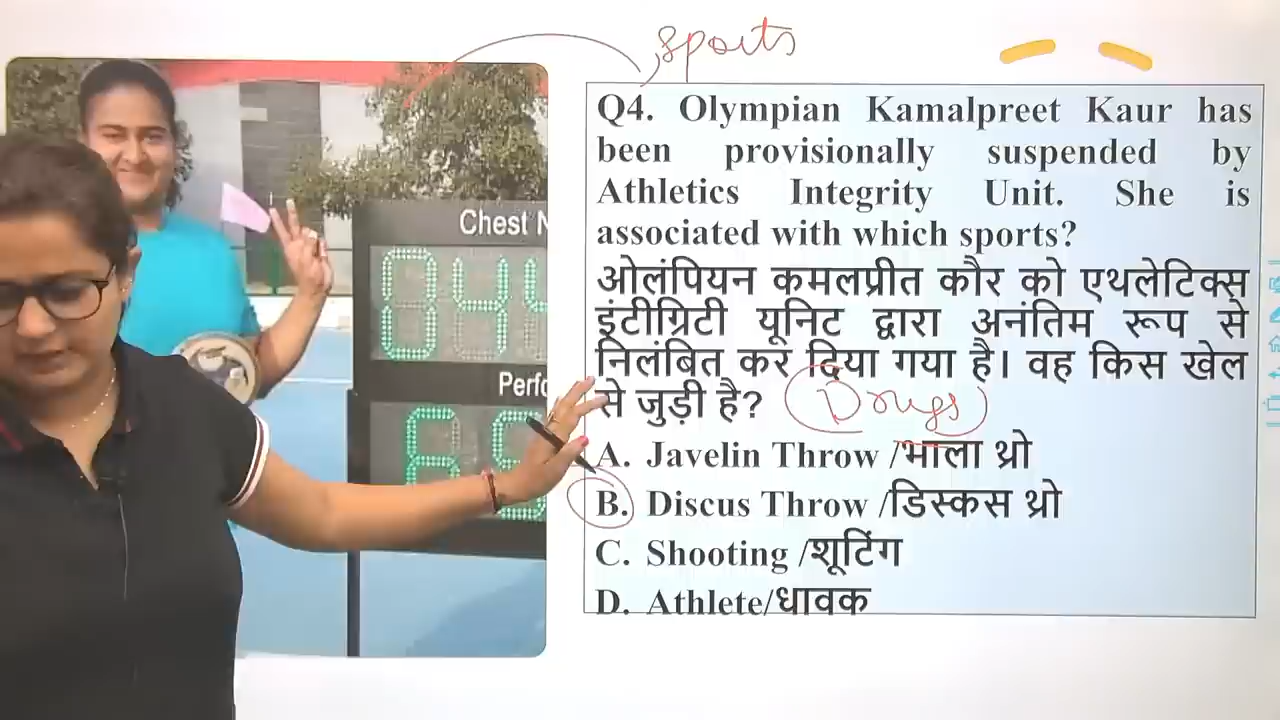 sports
Chest N
044
Perfo
Q4. Olympian Kamalpreet Kaur has
been provisionally suspended by
Athletics Integrity Unit. She is
associated with which sports?
ओलंपियन कमलप्रीत कौर को एथलेटिक्स
इंटीग्रिटी यूनिट द्वारा अनंतिम रूप से
निलंबित कर दिया गया है। वह किस खेल
से जुड़ी है?
Drugs
A. Javelin Throw /भाला थ्रो
B. Discus Throw /डिस्कस थ्रो
C. Shooting /शूटिंग
D. Athlete/धावक